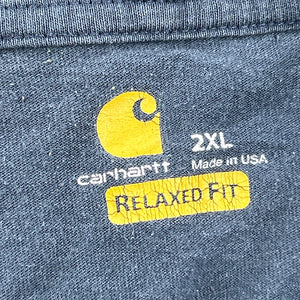 2XL
Made in USA
carhartt
RELAXED FIT